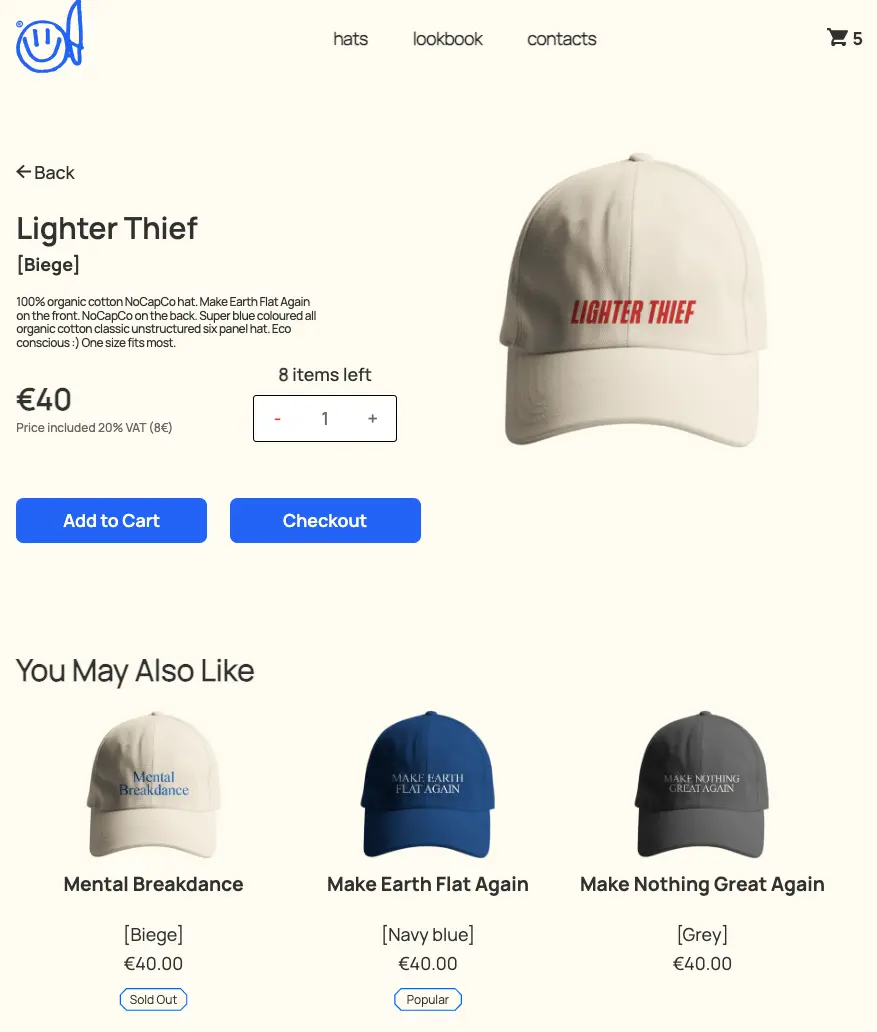 ®
hats lookbook contacts 5
Back
Lighter Thief
[Biege]
100% organic cotton NoCapCo hat. Make Earth Flat Again
on the front. NoCapCo on the back. Super blue coloured all
organic cotton classic unstructured six panel hat. Eco
conscious :) One size fits most.
8 items left
€40
Price included 20% VAT (8€)
- 1 +
Add to Cart Checkout
LIGHTER THIEF
You May Also Like
Mental
Breakdance
MAKE EARTH
FLAT AGAIN
MAKE NOTHING
GREAT AGAIN
Mental Breakdance Make Earth Flat Again Make Nothing Great Again
[Biege] [Navy blue] [Grey]
€40.00 €40.00 €40.00
Sold Out Popular